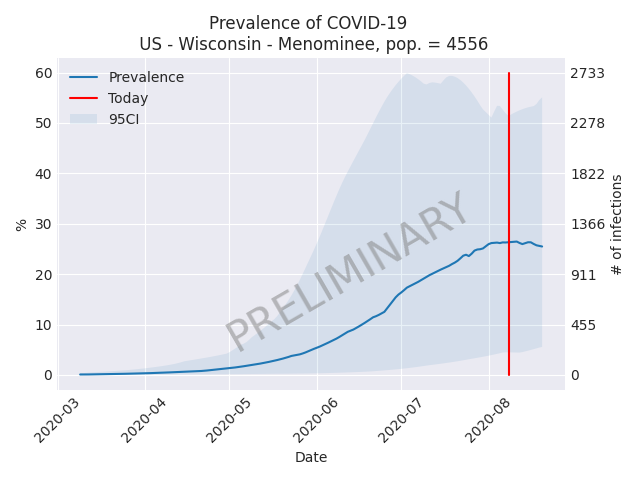 Prevalence of COVID-19
US - Wisconsin - Menominee, pop. = 4556
Prevalence
Today
95CI
60
50
40
30
20
10
0
%
2733
2278
1822
1366
911
455
0
# of infections
PRELIMINARY
2020-03
2020-04
2020-05
2020-06
2020-07
2020-08
Date